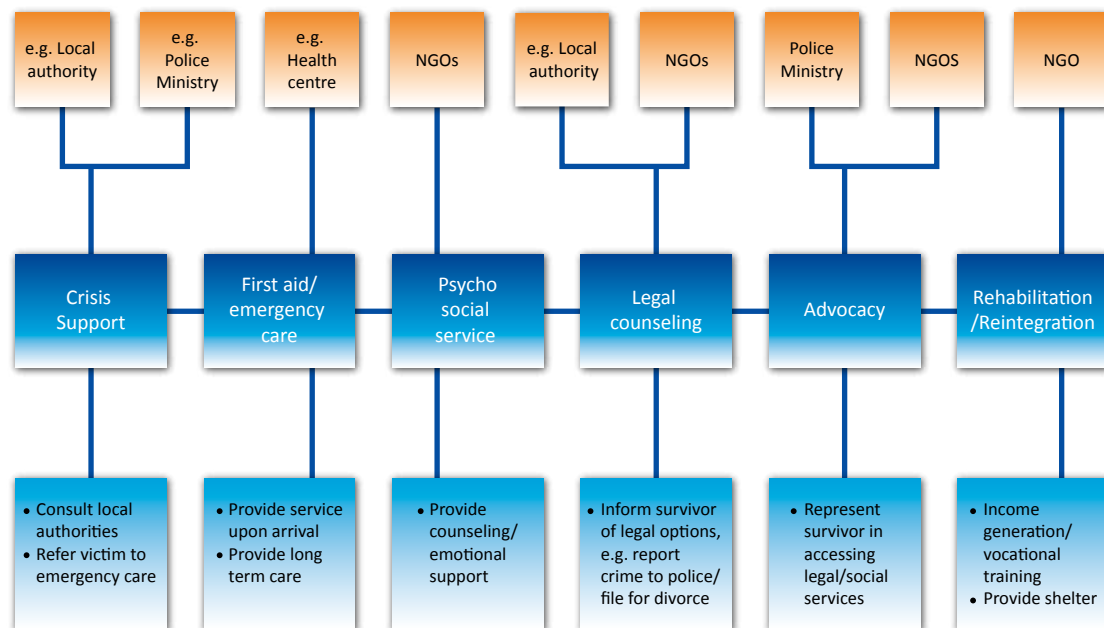 e.g. Local
authority
e.g.
Police
Ministry
e.g.
Health
centre
NGOs
e.g. Local
authority
NGOs
Police
Ministry
NGOS
NGO
Crisis
Support
First aid/
emergency
care
Psycho
social
service
Legal
counseling
Advocacy
Rehabilitation
/Reintegration
• Consult local
authorities
• Refer victim to
emergency care
• Provide service
upon arrival
• Provide long
term care
• Provide
counseling/
emotional
support
• Inform survivor
of legal options,
e.g. report
crime to police/
file for divorce
• Represent
survivor in
accessing
legal/social
services
• Income
generation/
vocational
training
• Provide shelter